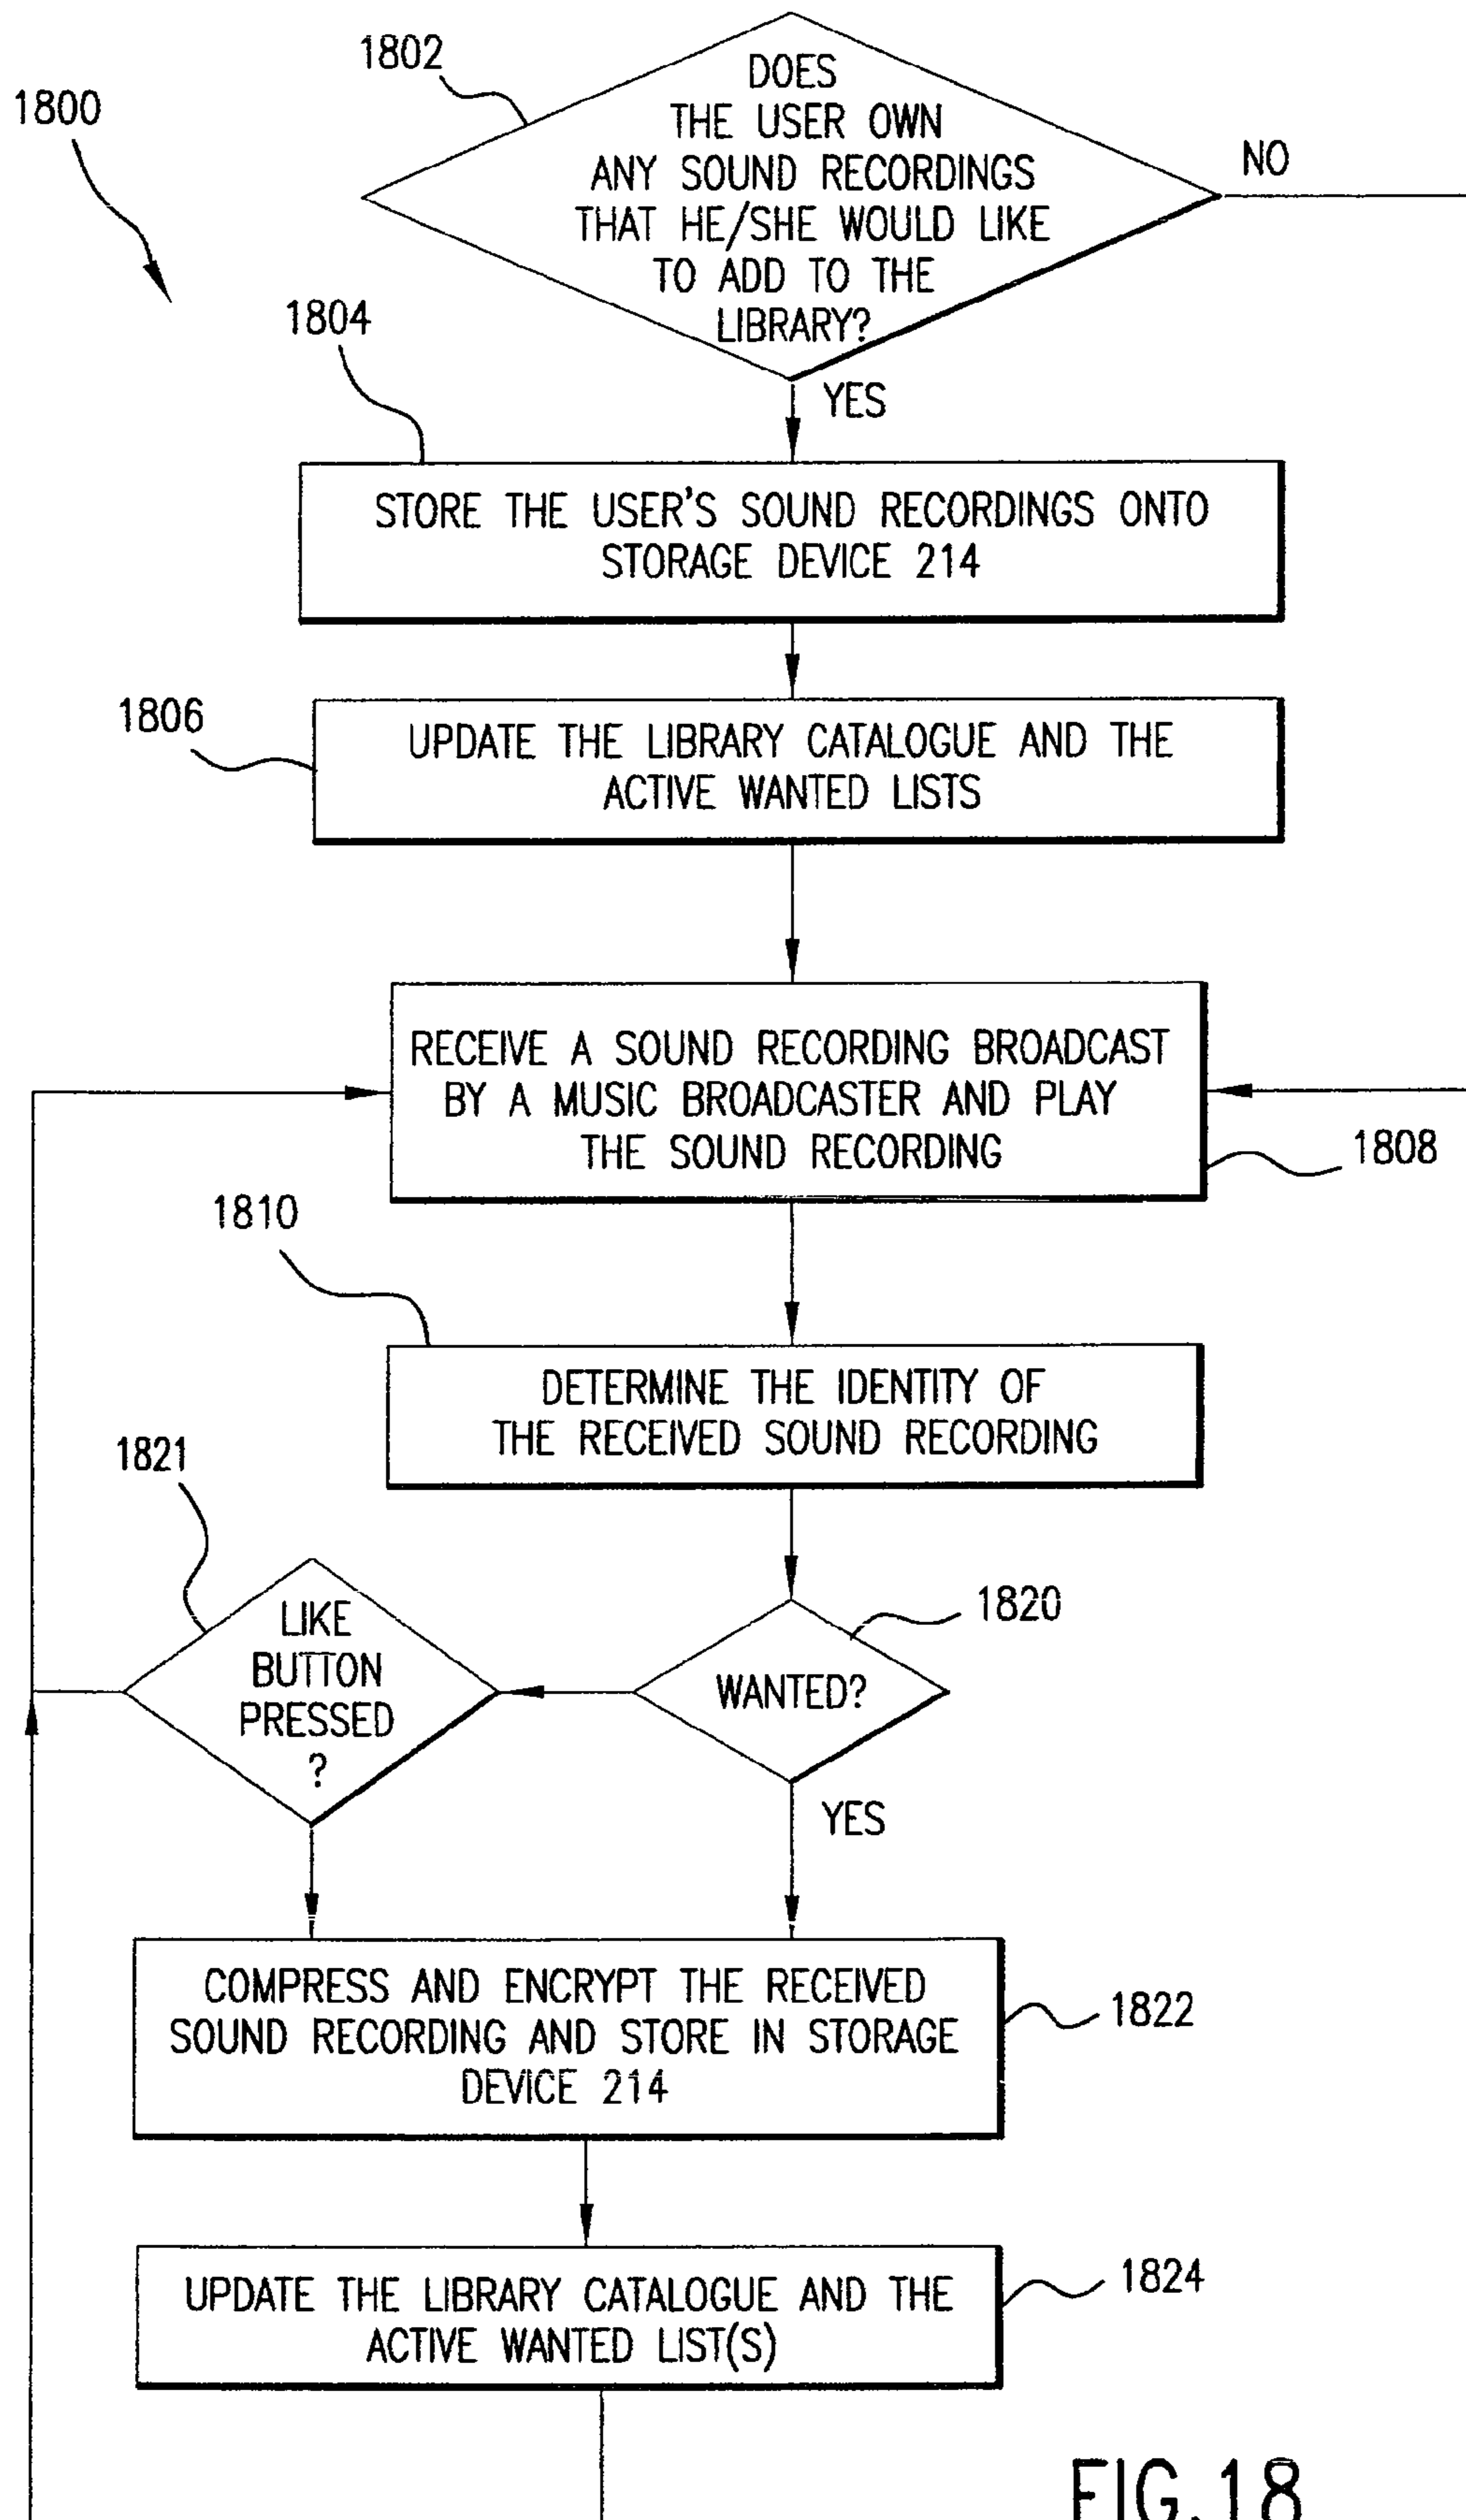 1800
1802
DOES
THE USER OWN
ANY SOUND RECORDINGS
THAT HE/SHE WOULD LIKE
TO ADD TO THE
LIBRARY?
NO
YES
1804
STORE THE USER'S SOUND RECORDINGS ONTO
STORAGE DEVICE 214
1806
UPDATE THE LIBRARY CATALOGUE AND THE
ACTIVE WANTED LISTS
RECEIVE A SOUND RECORDING BROADCAST
BY A MUSIC BROADCASTER AND PLAY
THE SOUND RECORDING
1808
1810
DETERMINE THE IDENTITY OF
THE RECEIVED SOUND RECORDING
1821
LIKE
BUTTON
PRESSED
?
1820
WANTED?
YES
COMPRESS AND ENCRYPT THE RECEIVED
SOUND RECORDING AND STORE IN STORAGE
DEVICE 214
1822
UPDATE THE LIBRARY CATALOGUE AND THE
ACTIVE WANTED LIST(S)
1824
FIG.18